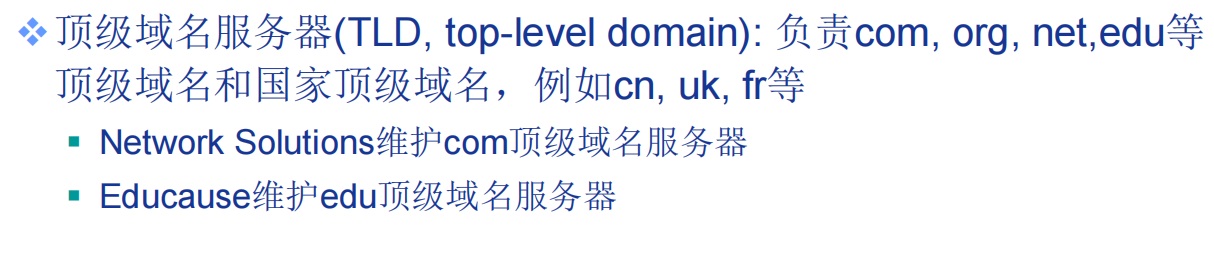 ❖顶级域名服务器(TLD, top-level domain): 负责com, org, net,edu等
顶级域名和国家顶级域名，例如cn, uk, fr等
▪ Network Solutions维护com顶级域名服务器
▪ Educause维护edu顶级域名服务器